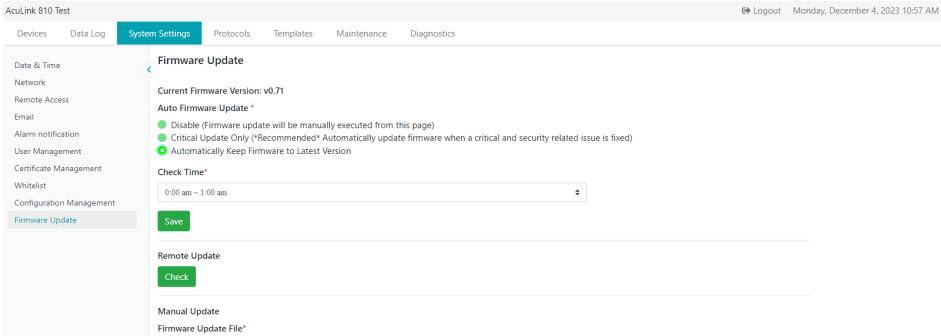 AcuLink 810 Test
Logout Monday, December 4, 2023 10:57 AM
Devices Data Log System Settings Protocols Templates Maintenance Diagnostics
Date & Time
Network
Remote Access
Email
Alarm notification
User Management
Certificate Management
Whitelist
Configuration Management
Firmware Update
Firmware Update
Current Firmware Version: v0.71
Auto Firmware Update *
Disable (Firmware update will be manually executed from this page)
Critical Update Only (*Recommended* Automatically update firmware when a critical and security related issue is fixed)
Automatically Keep Firmware to Latest Version
Check Time*
0:00 am ~ 1:00 am
Save
Remote Update
Check
Manual Update
Firmware Update File*